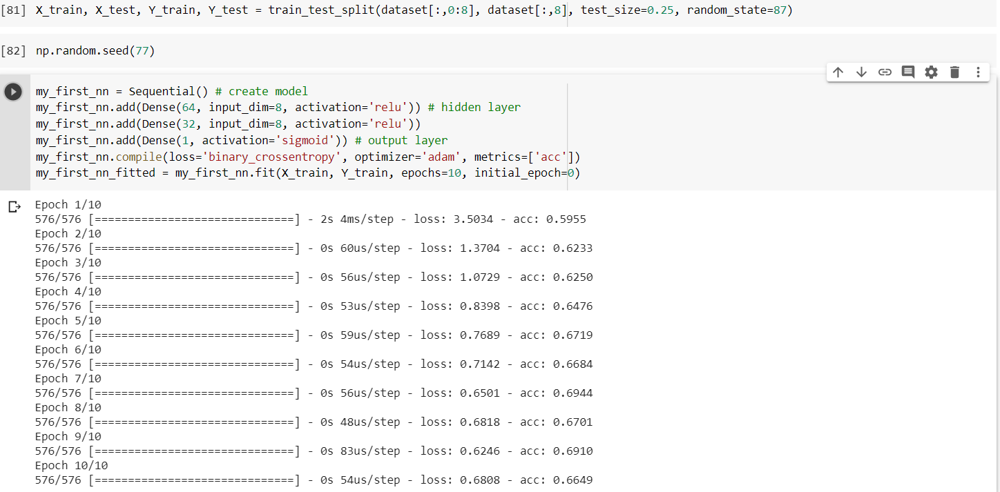 [81] X_train, X_test, Y_train, Y_test = train_test_split(dataset[:,0:8], dataset[:,8], test_size=0.25, random_state=87)
[82] np.random.seed(77)
my_first_nn = Sequential() # create model
my_first_nn.add(Dense(64, input_dim=8, activation='relu')) # hidden layer
my_first_nn.add(Dense(32, input_dim=8, activation='relu'))
my_first_nn.add(Dense(1, activation='sigmoid')) # output layer
my_first_nn.compile(loss='binary_crossentropy', optimizer='adam', metrics=['acc'])
my_first_nn_fitted = my_first_nn.fit(X_train, Y_train, epochs=10, initial_epoch=0)
Epoch 1/10
576/576 [==============================] - 2s 4ms/step - loss: 3.5034 - acc: 0.5955
Epoch 2/10
576/576 [==============================] - 0s 60us/step - loss: 1.3704 - acc: 0.6233
Epoch 3/10
576/576 [==============================] - 0s 56us/step - loss: 1.0729 - acc: 0.6250
Epoch 4/10
576/576 [==============================] - 0s 53us/step - loss: 0.8398 - acc: 0.6476
Epoch 5/10
576/576 [==============================] - 0s 59us/step - loss: 0.7689 - acc: 0.6719
Epoch 6/10
576/576 [==============================] - 0s 54us/step - loss: 0.7142 - acc: 0.6684
Epoch 7/10
576/576 [==============================] - 0s 56us/step - loss: 0.6501 - acc: 0.6944
Epoch 8/10
576/576 [==============================] - 0s 48us/step - loss: 0.6818 - acc: 0.6701
Epoch 9/10
576/576 [==============================] - 0s 83us/step - loss: 0.6246 - acc: 0.6910
Epoch 10/10
576/576 [==============================] - 0s 54us/step - loss: 0.6808 - acc: 0.6649